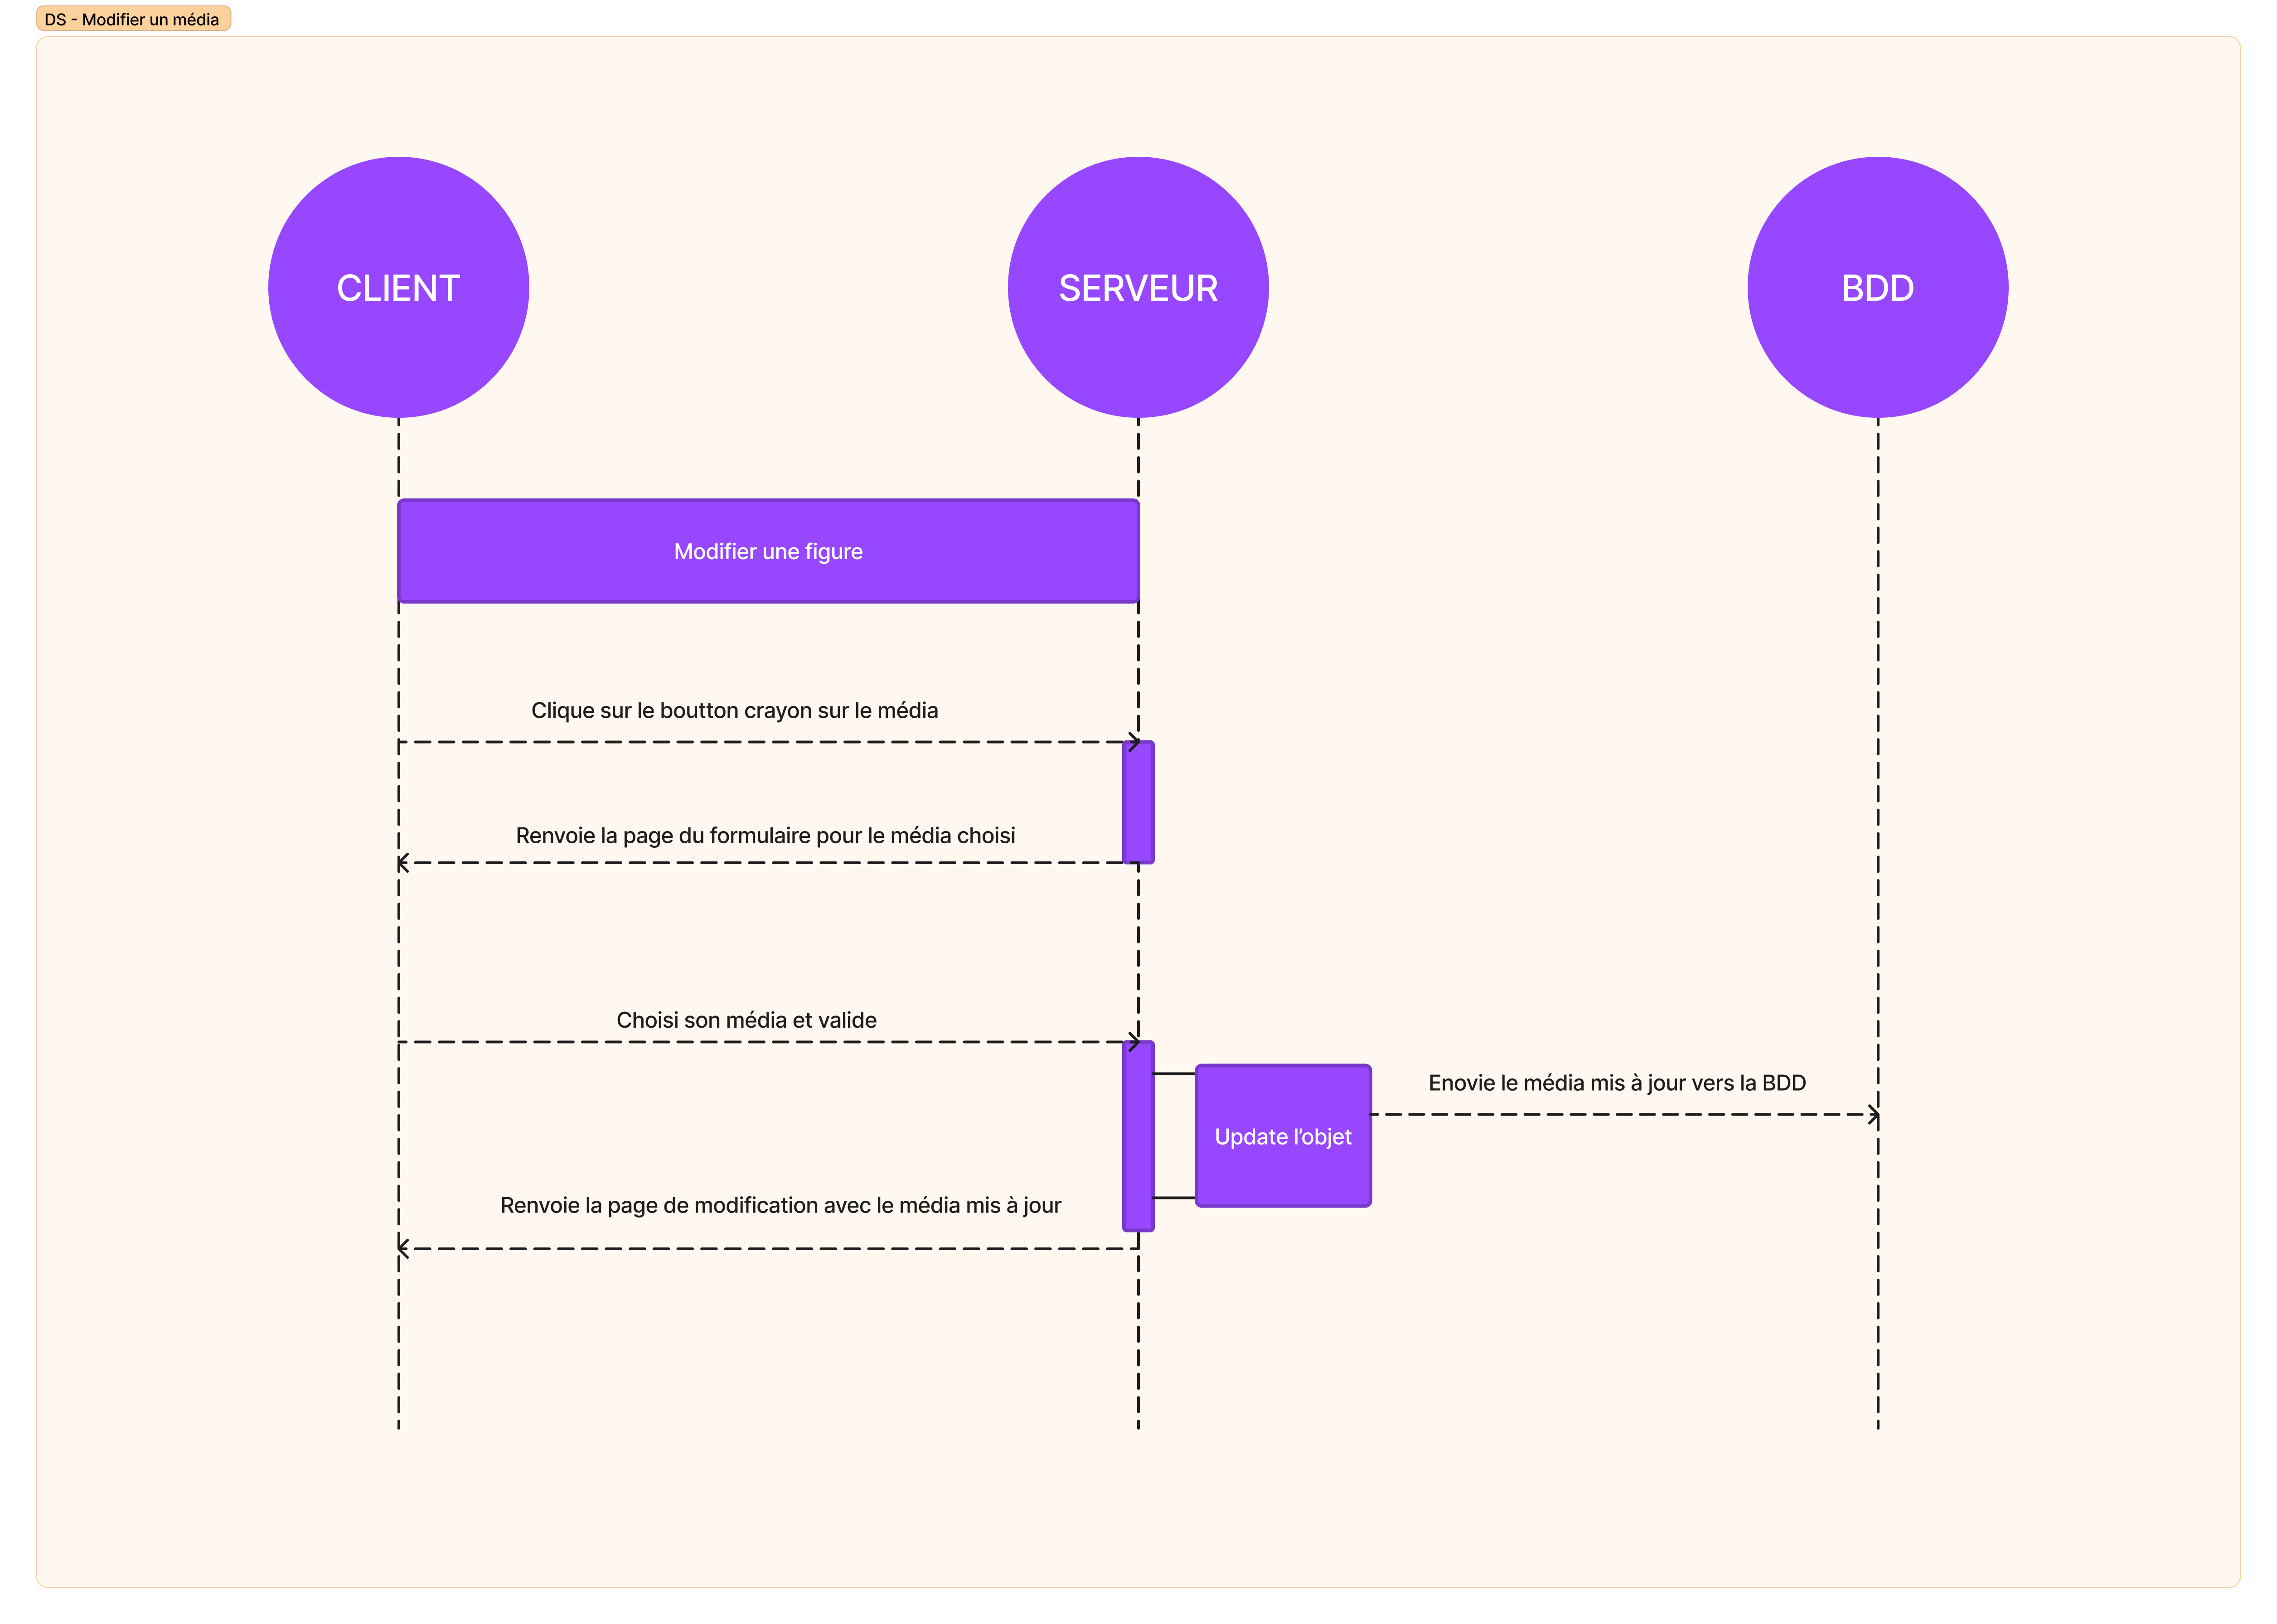 DS - Modifier un média
CLIENT
SERVEUR
BDD
Modifier une figure
Clique sur le boutton crayon sur le média
Renvoie la page du formulaire pour le média choisi
Choisi son média et valide
Enovie le média mis à jour vers la BDD
Update l’objet
Renvoie la page de modification avec le média mis à jour